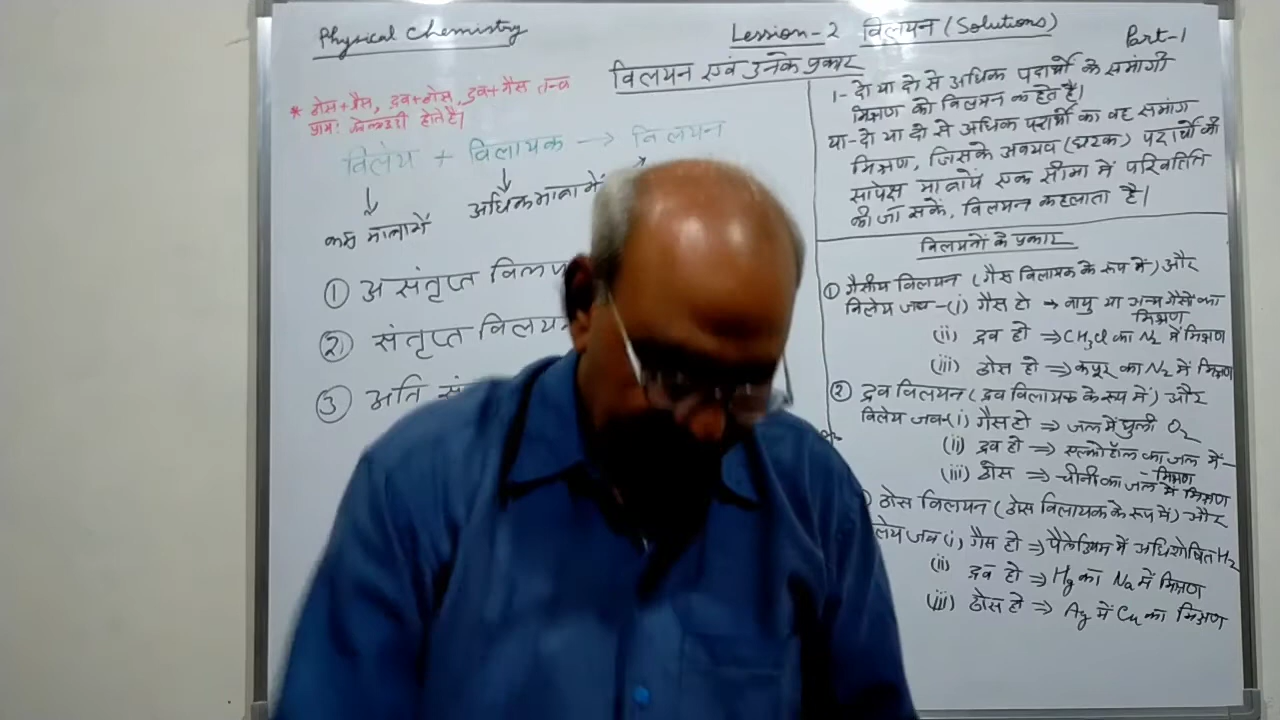 Physical Chemistry
Lession-2 विलयन (Solutions)
Part-1
विलयन एवं उनके प्रकार
* ठोस+गैस, द्रव+ठोस, द्रव+गैस तन्त्र
प्रायः होते हैं।
विलेय + विलायक → विलयन
कम मात्रा में
अधिक मात्रा में
① असंतृप्त
② संतृप्त विलयन
③ अति
1- दो या दो से अधिक पदार्थों के समांगी
मिश्रण को विलयन कहते हैं।
या- दो या दो से अधिक पदार्थों का वह समांग
मिश्रण, जिसके अवयव (घटक) पदार्थों की
सापेक्ष मात्रायें एक सीमा में परिवर्तित
की जा सकें, विलयन कहलाता है।
विलयनों के प्रकार
① गैसीय विलयन (गैस विलायक के रूप में) और
विलेय जब-(i) गैस हो → वायु या अन्य गैसों का
मिश्रण
(ii) द्रव हो ⇒ CH₃Cl का N₂ में मिश्रण
(iii) ठोस हो ⇒ कपूर का N₂ में मिश्रण
② द्रव विलयन (द्रव विलायक के रूप में) और
विलेय जब-(i) गैस हो ⇒ जल में घुली O₂
(ii) द्रव हो ⇒ एल्कोहॉल का जल में-
-मिश्रण
(iii) ठोस ⇒ चीनी का जल में मिश्रण
ठोस विलयन (ठोस विलायक के रूप में) और
जब (i) गैस हो ⇒ पैलेडियम में अधिशोषित H₂
(ii) द्रव हो ⇒ Hg का Na में मिश्रण
(iii) ठोस हो ⇒ Ag में Cu का मिश्रण